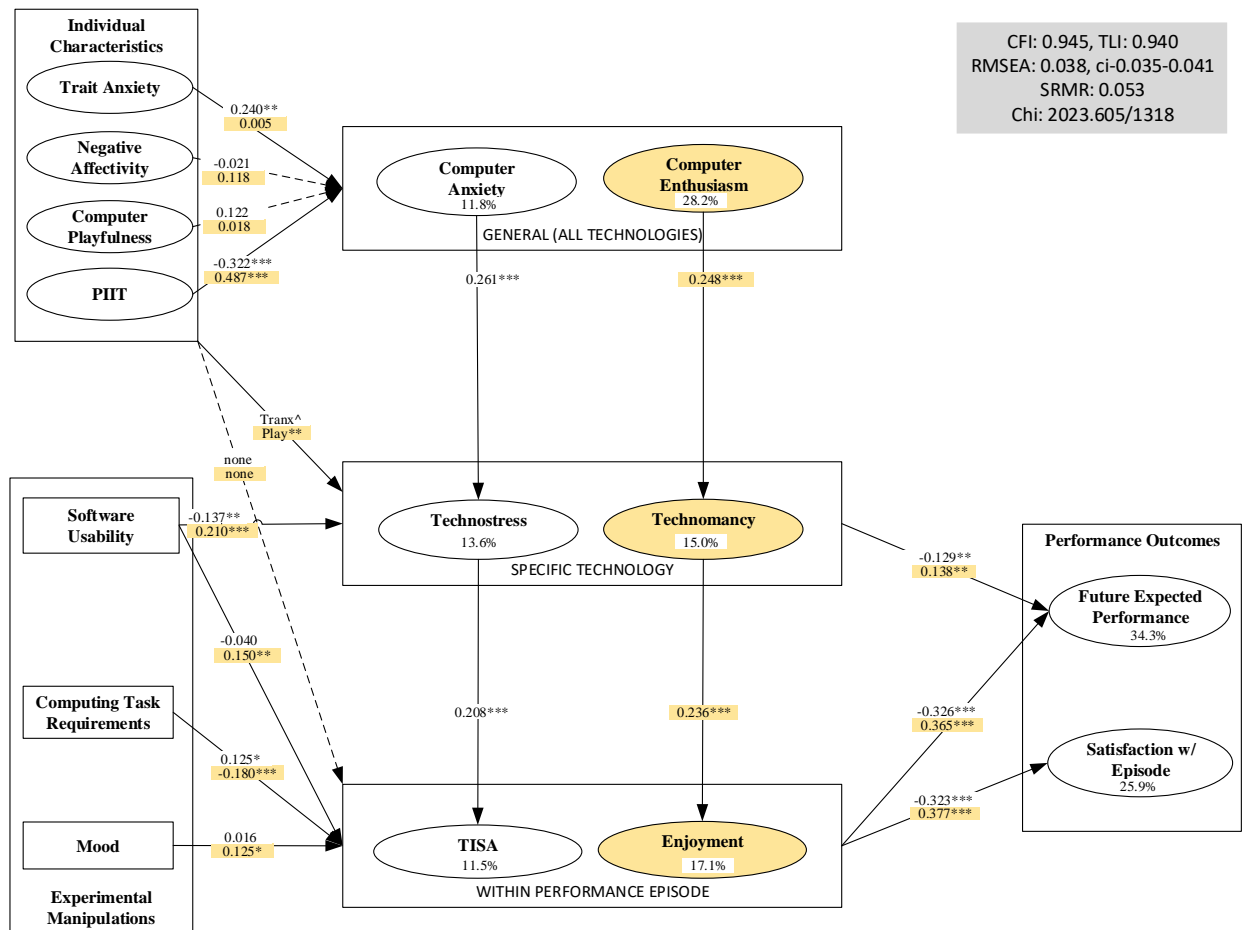 Individual
Characteristics
Trait Anxiety
Negative
Affectivity
Computer
Playfulness
PIIT
0.240**
0.005
-0.021
0.118
0.122
0.018
-0.322***
0.487***
Computer
Anxiety
11.8%
Computer
Enthusiasm
28.2%
GENERAL (ALL TECHNOLOGIES)
CFI: 0.945, TLI: 0.940
RMSEA: 0.038, ci-0.035-0.041
SRMR: 0.053
Chi: 2023.605/1318
0.261***
0.248***
Tranx^
Play**
none
none
Software
Usability
-0.137**
0.210***
Technostress
13.6%
Technomancy
15.0%
SPECIFIC TECHNOLOGY
-0.129**
0.138**
Performance Outcomes
Future Expected
Performance
34.3%
-0.040
0.150**
Computing Task
Requirements
0.125*
-0.180***
0.208***
0.236***
-0.326***
0.365***
Satisfaction w/
Episode
25.9%
-0.323***
0.377***
Mood
0.016
0.125*
TISA
11.5%
Enjoyment
17.1%
WITHIN PERFORMANCE EPISODE
Experimental
Manipulations